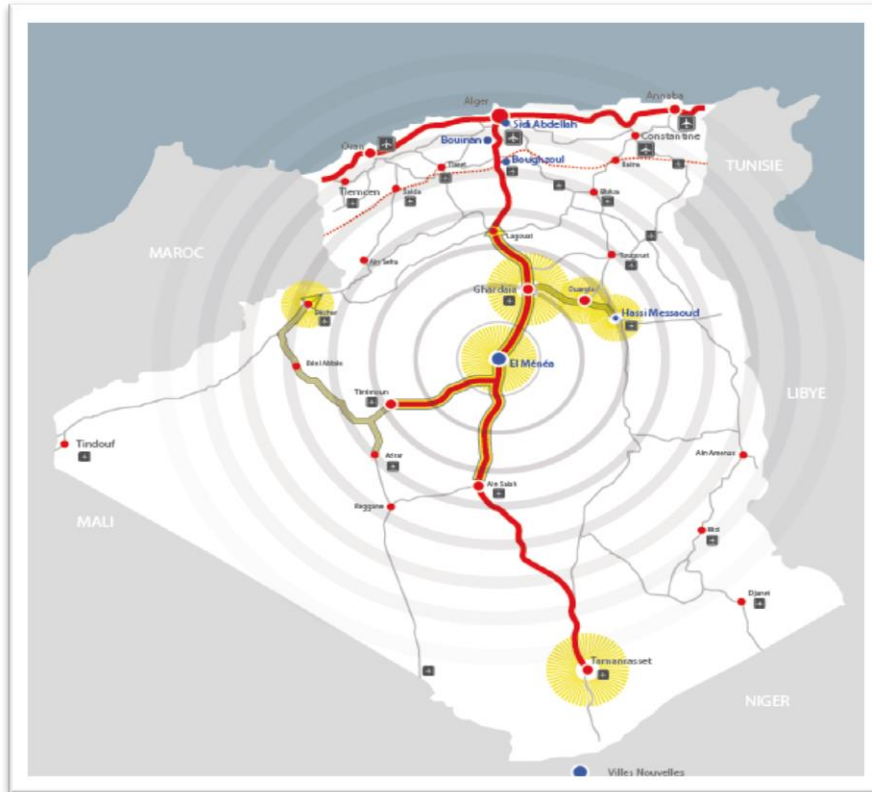 Alger
Annaba
Sidi Abdellah
Oran
Bouinan
Constantine
Boughzoul
TUNISIE
Tiaret
Batna
Tlemcen
Saida
Biskra
Lagouat
MAROC
Touggourt
Ain Sefra
Ghardaia
Ouargla
Hassi Messaoud
Béchar
El Ménéa
Béni Abbès
Timimoun
LIBYE
Tindouf
Adrar
Ain Amenas
Ain Salah
Reggane
MALI
Illizi
Djanet
Tamanrasset
NIGER
Villes Nouvelles